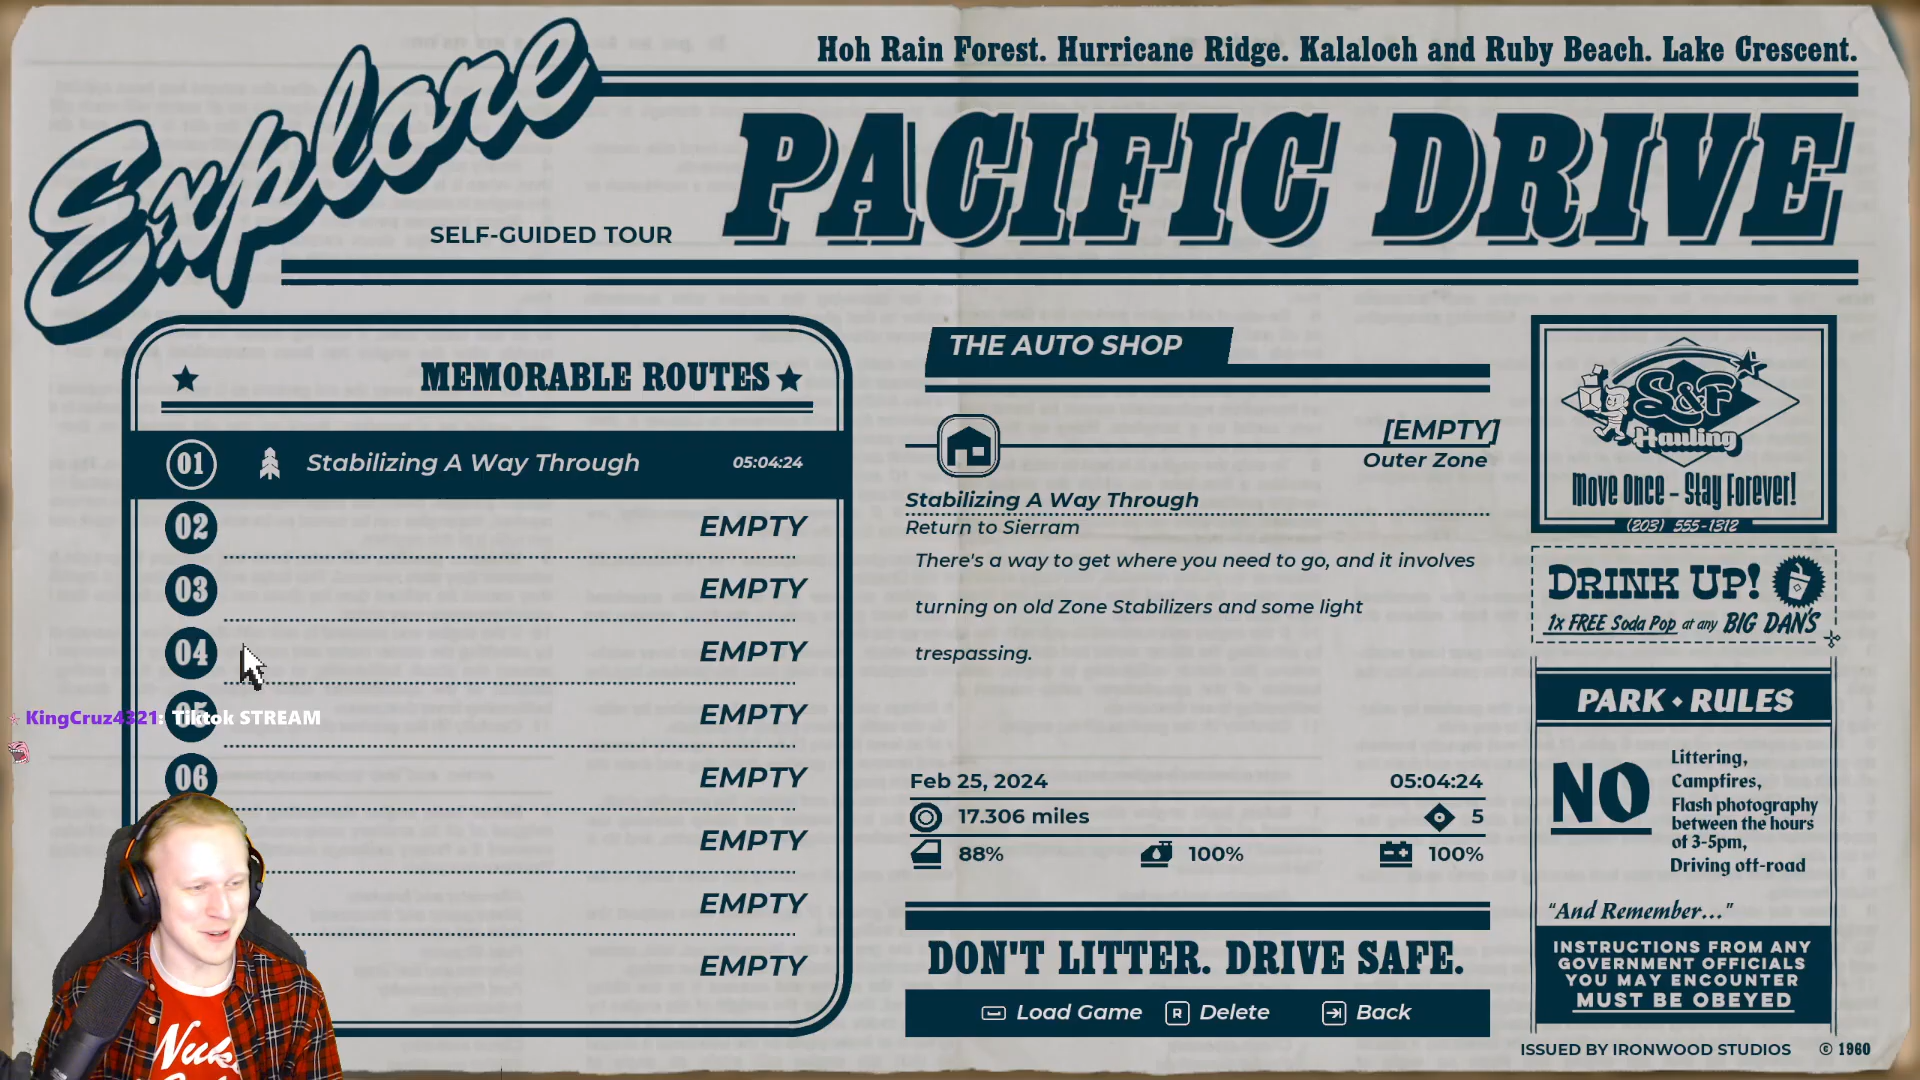 Hoh Rain Forest. Hurricane Ridge. Kalaloch and Ruby Beach. Lake Crescent.
Explore
SELF-GUIDED TOUR
PACIFIC DRIVE
MEMORABLE ROUTES
01 Stabilizing A Way Through 05:04:24
02 EMPTY
03 EMPTY
04 EMPTY
05 EMPTY
KingCruz4321: Tiktok STREAM
06 EMPTY
EMPTY
EMPTY
EMPTY
THE AUTO SHOP
[EMPTY]
Outer Zone
Stabilizing A Way Through
Return to Sierram
There's a way to get where you need to go, and it involves
turning on old Zone Stabilizers and some light
trespassing.
Feb 25, 2024 05:04:24
17.306 miles 5
88% 100% 100%
DON'T LITTER. DRIVE SAFE.
Load Game R Delete Back
S&F
Hauling
Move Once - Stay Forever!
(203) 555-1312
DRINK UP!
1x FREE Soda Pop at any BIG DAN'S
PARK • RULES
NO
Littering,
Campfires,
Flash photography
between the hours
of 3-5pm,
Driving off-road
"And Remember..."
INSTRUCTIONS FROM ANY
GOVERNMENT OFFICIALS
YOU MAY ENCOUNTER
MUST BE OBEYED
ISSUED BY IRONWOOD STUDIOS © 1960